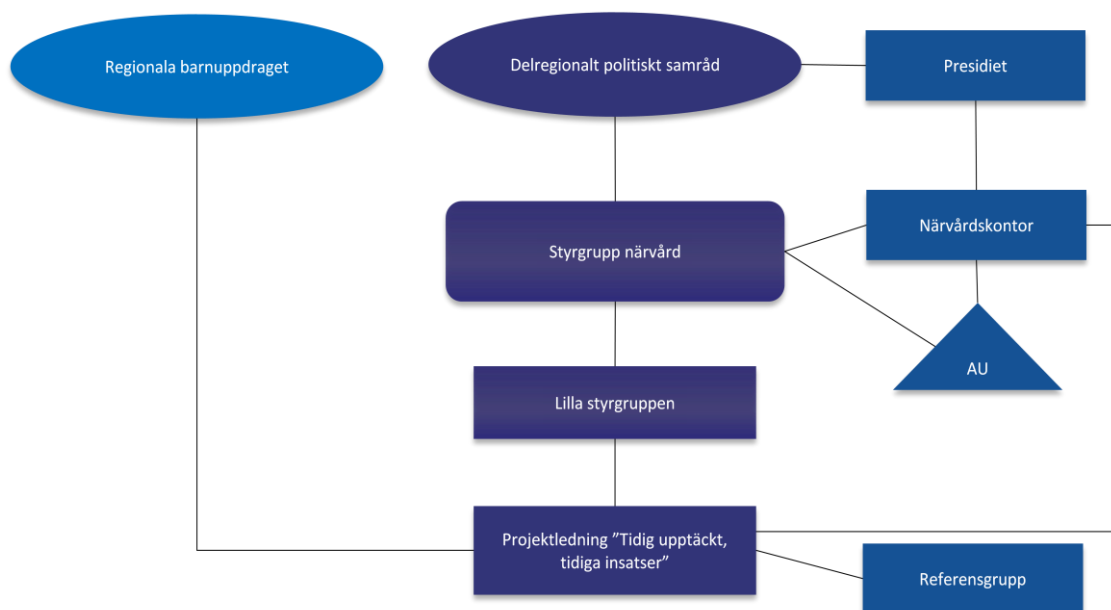 Regionala barnuppdraget
Delregionalt politiskt samråd
Presidiet
Styrgrupp närvård
Närvårdskontor
AU
Lilla styrgruppen
Projektledning ”Tidig upptäckt,
tidiga insatser”
Referensgrupp